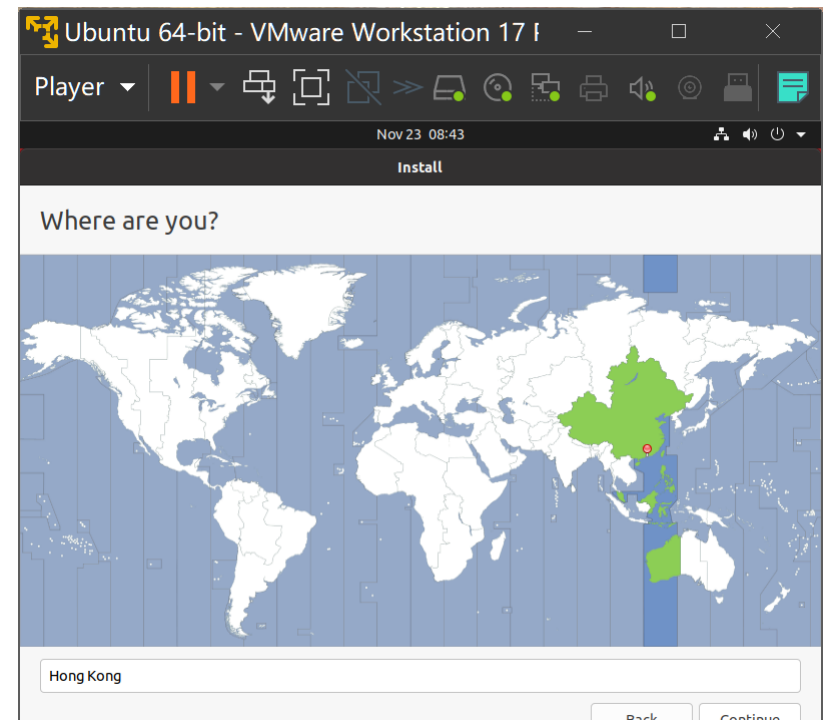 Ubuntu 64-bit - VMware Workstation 17
Player
Nov 23 08:43
Install
Where are you?
Hong Kong
Back Continue